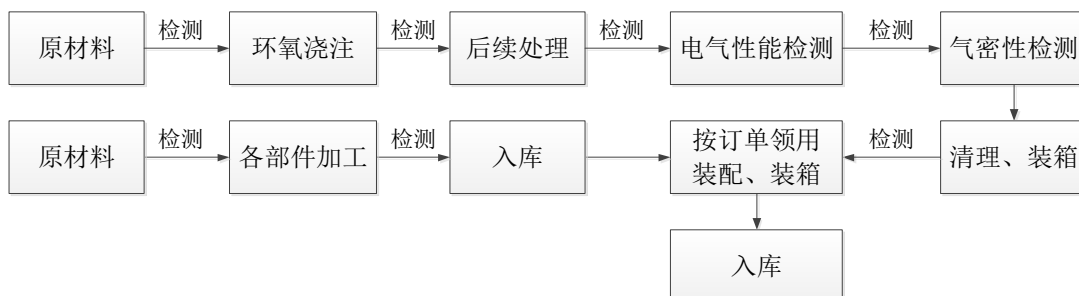 检测 检测 检测 检测
原材料 环氧浇注 后续处理 电气性能检测 气密性检测
检测 检测 按订单领用 检测
原材料 各部件加工 入库 装配、装箱 清理、装箱
入库